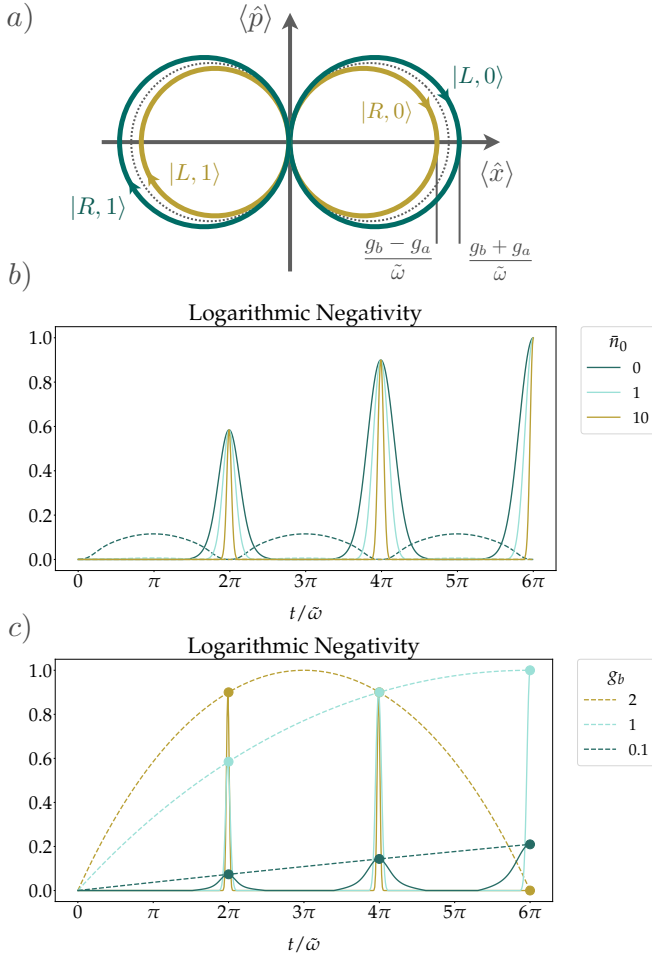 a)
⟨p̂⟩
|L, 0⟩
|R, 0⟩
|L, 1⟩
|R, 1⟩
⟨x̂⟩
g_b − g_a
ω̃
g_b + g_a
ω̃
b)
Logarithmic Negativity
1.0
0.8
0.6
0.4
0.2
0.0
0
π
2π
3π
4π
5π
6π
t/ω̃
n̄_0
0
1
10
c)
Logarithmic Negativity
1.0
0.8
0.6
0.4
0.2
0.0
0
π
2π
3π
4π
5π
6π
t/ω̃
g_b
2
1
0.1